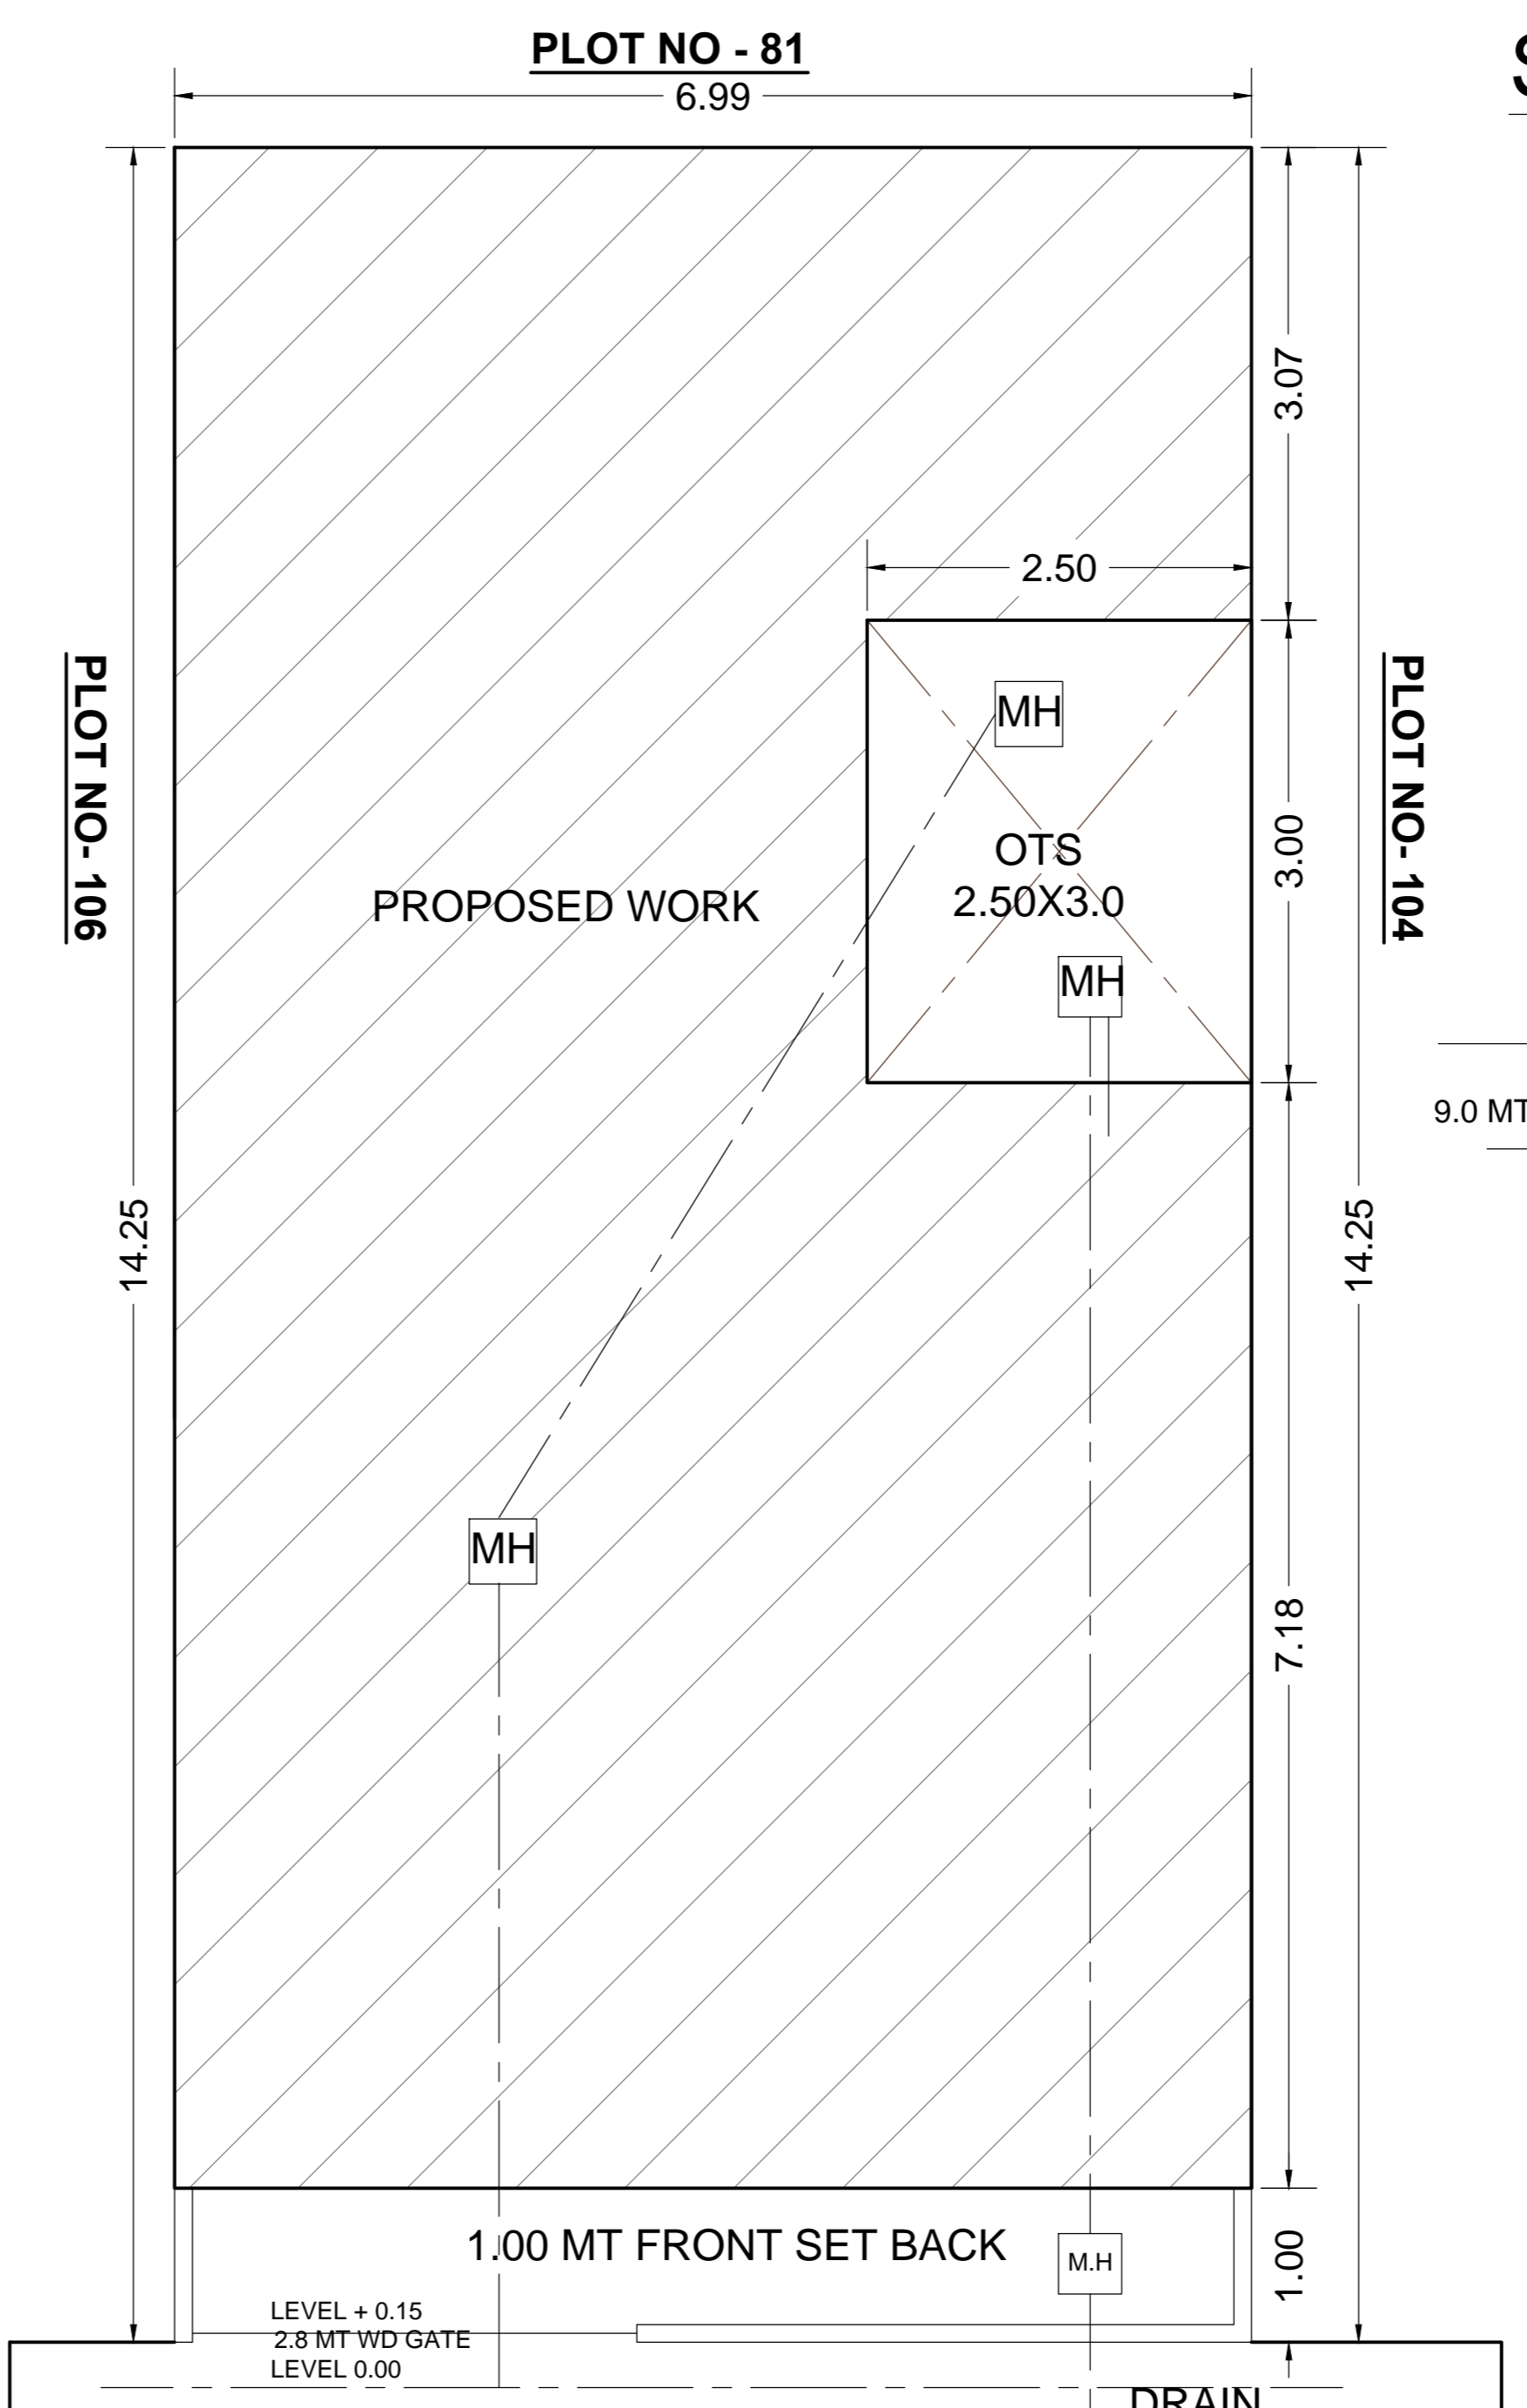 PLOT NO - 81
6.99
3.07
2.50
PLOT NO- 106
MH
PLOT NO- 104
OTS
2.50X3.0
3.00
PROPOSED WORK
MH
9.0 MT
14.25
14.25
MH
7.18
1.00 MT FRONT SET BACK
M.H
1.00
LEVEL + 0.15
2.8 MT WD GATE
LEVEL 0.00
DRAIN